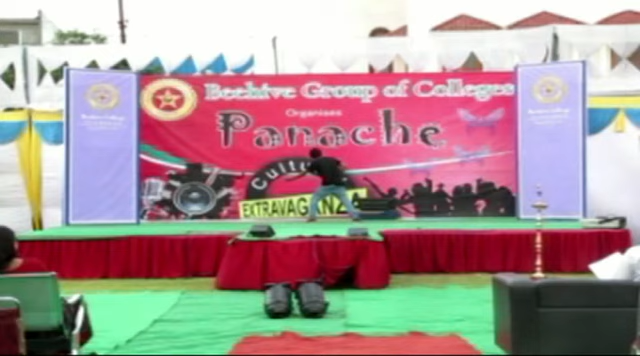 Beehive Group of Colleges
Organises
Panache
Cultu
EXTRAVAGANZA